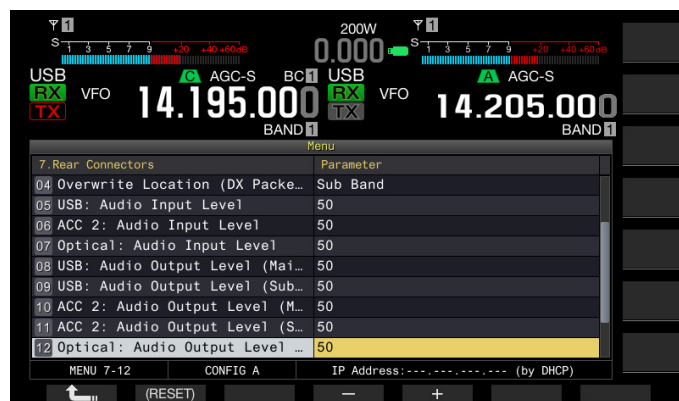 1 200W 1
S 1 3 5 7 9 +20 +40 +60dB 0.000 S 1 3 5 7 9 +20 +40 +60dB
USB C AGC-S BC 1 USB A AGC-S
RX VFO 14.195.000 RX VFO 14.205.000
TX TX
BAND 1 BAND 1
Menu
7.Rear Connectors Parameter
04 Overwrite Location (DX Packe… Sub Band
05 USB: Audio Input Level 50
06 ACC 2: Audio Input Level 50
07 Optical: Audio Input Level 50
08 USB: Audio Output Level (Mai… 50
09 USB: Audio Output Level (Sub… 50
10 ACC 2: Audio Output Level (M… 50
11 ACC 2: Audio Output Level (S… 50
12 Optical: Audio Output Level … 50
MENU 7-12 CONFIG A IP Address:---.---.---.--- (by DHCP)
(RESET) − +